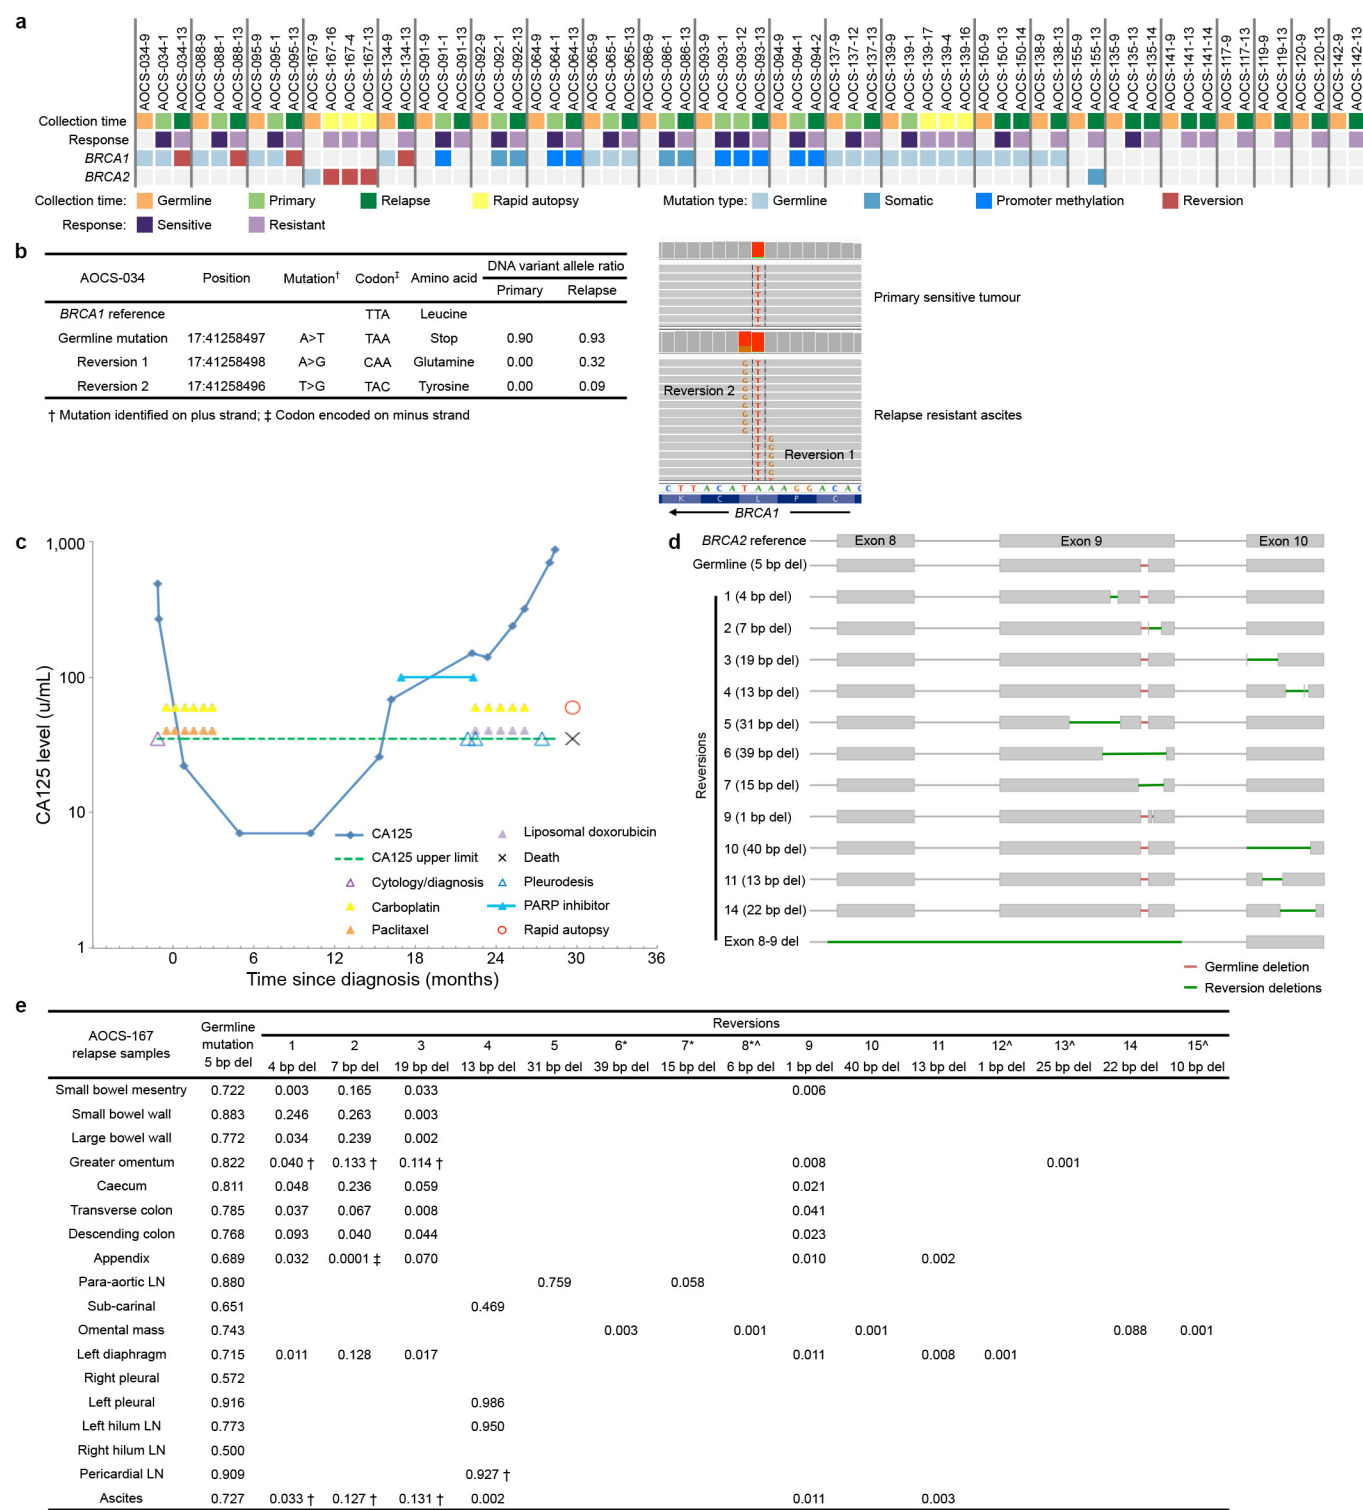 a
AOCS-034-9
AOCS-034-1
AOCS-034-13
AOCS-088-9
AOCS-088-1
AOCS-088-13
AOCS-095-9
AOCS-095-1
AOCS-095-13
AOCS-167-9
AOCS-167-16
AOCS-167-4
AOCS-167-13
AOCS-134-9
AOCS-134-13
AOCS-091-9
AOCS-091-1
AOCS-091-13
AOCS-092-9
AOCS-092-1
AOCS-092-13
AOCS-064-9
AOCS-064-1
AOCS-064-13
AOCS-065-9
AOCS-065-1
AOCS-065-13
AOCS-086-9
AOCS-086-1
AOCS-086-13
AOCS-093-9
AOCS-093-1
AOCS-093-12
AOCS-093-13
AOCS-094-9
AOCS-094-1
AOCS-094-2
AOCS-137-9
AOCS-137-12
AOCS-137-13
AOCS-139-9
AOCS-139-1
AOCS-139-17
AOCS-139-4
AOCS-139-16
AOCS-150-9
AOCS-150-13
AOCS-150-14
AOCS-138-9
AOCS-138-13
AOCS-155-9
AOCS-155-13
AOCS-135-9
AOCS-135-13
AOCS-135-14
AOCS-141-9
AOCS-141-13
AOCS-141-14
AOCS-117-9
AOCS-117-13
AOCS-119-9
AOCS-119-13
AOCS-120-9
AOCS-120-13
AOCS-142-9
AOCS-142-13
Collection time
Response
BRCA1
BRCA2
Collection time: Germline Primary Relapse Rapid autopsy Mutation type: Germline Somatic Promoter methylation Reversion
Response: Sensitive Resistant
b
AOCS-034 Position Mutation† Codon‡ Amino acid DNA variant allele ratio
Primary Relapse
BRCA1 reference TTA Leucine
Germline mutation 17:41258497 A>T TAA Stop 0.90 0.93
Reversion 1 17:41258498 A>G CAA Glutamine 0.00 0.32
Reversion 2 17:41258496 T>G TAC Tyrosine 0.00 0.09
† Mutation identified on plus strand; ‡ Codon encoded on minus strand
Primary sensitive tumour
Reversion 2
Relapse resistant ascites
Reversion 1
C T T A C A T A A A G G A C A C
K C L P C
BRCA1
c
1,000
100
10
1
CA125 level (u/mL)
CA125
CA125 upper limit
Cytology/diagnosis
Carboplatin
Paclitaxel
Liposomal doxorubicin
Death
Pleurodesis
PARP inhibitor
Rapid autopsy
0 6 12 18 24 30 36
Time since diagnosis (months)
d
BRCA2 reference Exon 8 Exon 9 Exon 10
Germline (5 bp del)
Reversions
1 (4 bp del)
2 (7 bp del)
3 (19 bp del)
4 (13 bp del)
5 (31 bp del)
6 (39 bp del)
7 (15 bp del)
9 (1 bp del)
10 (40 bp del)
11 (13 bp del)
14 (22 bp del)
Exon 8-9 del
Germline deletion
Reversion deletions
e
AOCS-167 relapse samples Germline mutation 5 bp del Reversions
1 2 3 4 5 6* 7* 8*^ 9 10 11 12^ 13^ 14 15^
4 bp del 7 bp del 19 bp del 13 bp del 31 bp del 39 bp del 15 bp del 6 bp del 1 bp del 40 bp del 13 bp del 1 bp del 25 bp del 22 bp del 10 bp del
Small bowel mesentry 0.722 0.003 0.165 0.033 0.006
Small bowel wall 0.883 0.246 0.263 0.003
Large bowel wall 0.772 0.034 0.239 0.002
Greater omentum 0.822 0.040 † 0.133 † 0.114 † 0.008 0.001
Caecum 0.811 0.048 0.236 0.059 0.021
Transverse colon 0.785 0.037 0.067 0.008 0.041
Descending colon 0.768 0.093 0.040 0.044 0.023
Appendix 0.689 0.032 0.0001 ‡ 0.070 0.010 0.002
Para-aortic LN 0.880 0.759 0.058
Sub-carinal 0.651 0.469
Omental mass 0.743 0.003 0.001 0.001 0.088 0.001
Left diaphragm 0.715 0.011 0.128 0.017 0.011 0.008 0.001
Right pleural 0.572
Left pleural 0.916 0.986
Left hilum LN 0.773 0.950
Right hilum LN 0.500
Pericardial LN 0.909 0.927 †
Ascites 0.727 0.033 † 0.127 † 0.131 † 0.002 0.011 0.003